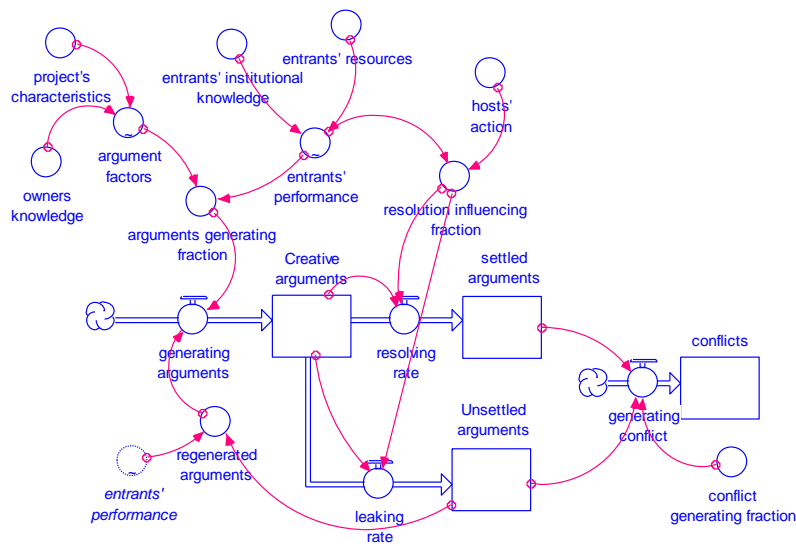 entrants' resources
entrants' institutional
knowledge
project's
characteristics
hosts'
action
argument
factors
entrants'
performance
owners
knowledge
resolution influencing
fraction
arguments generating
fraction
Creative
arguments
settled
arguments
generating
arguments
resolving
rate
conflicts
Unsettled
arguments
generating
conflict
regenerated
arguments
entrants'
performance
leaking
rate
conflict
generating fraction
~
~
~